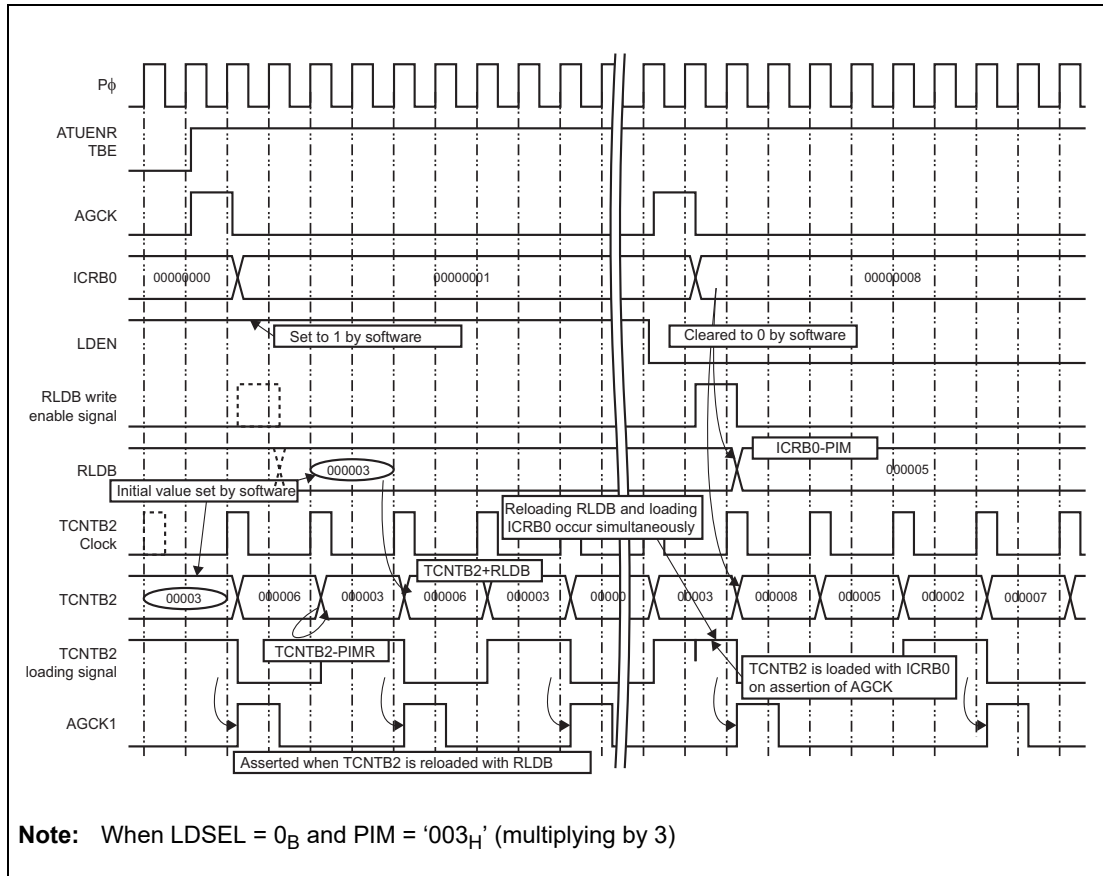 Pϕ
ATUENR
TBE
AGCK
ICRB0
00000000
00000001
00000008
LDEN
Set to 1 by software
Cleared to 0 by software
RLDB write
enable signal
RLDB
000003
ICRB0-PIM
000005
Initial value set by software
Reloading RLDB and loading
ICRB0 occur simultaneously
TCNTB2
Clock
TCNTB2+RLDB
TCNTB2
00003
000006
000003
000006
000003
00000
00003
000008
000005
000002
000007
TCNTB2
loading signal
TCNTB2-PIMR
TCNTB2 is loaded with ICRB0
on assertion of AGCK
AGCK1
Asserted when TCNTB2 is reloaded with RLDB
Note: When LDSEL = 0B and PIM = ‘003H’ (multiplying by 3)